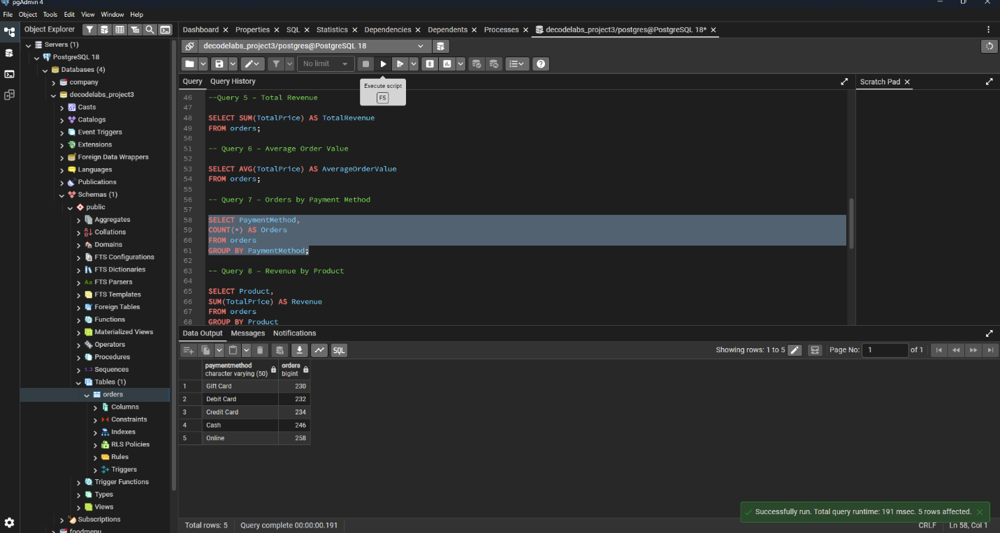 pgAdmin 4
File Object Tools Edit View Window Help
Object Explorer
Dashboard Properties SQL Statistics Dependencies Dependents Processes decodelabs_project3/postgres@PostgreSQL 18*
Servers (1)
PostgreSQL 18
Databases (4)
company
decodelabs_project3
Casts
Catalogs
Event Triggers
Extensions
Foreign Data Wrappers
Languages
Publications
Schemas (1)
public
Aggregates
Collations
Domains
FTS Configurations
FTS Dictionaries
FTS Parsers
FTS Templates
Foreign Tables
Functions
Materialized Views
Operators
Procedures
Sequences
Tables (1)
orders
Columns
Constraints
Indexes
RLS Policies
Rules
Triggers
Trigger Functions
Types
Views
Subscriptions
foodmenu
decodelabs_project3/postgres@PostgreSQL 18
No limit
Execute script
F5
Query Query History
Scratch Pad
46 --Query 5 - Total Revenue
47
48 SELECT SUM(TotalPrice) AS TotalRevenue
49 FROM orders;
50
51 -- Query 6 - Average Order Value
52
53 SELECT AVG(TotalPrice) AS AverageOrderValue
54 FROM orders;
55
56 -- Query 7 - Orders by Payment Method
57
58 SELECT PaymentMethod,
59 COUNT(*) AS Orders
60 FROM orders
61 GROUP BY PaymentMethod;
62
63 -- Query 8 - Revenue by Product
64
65 SELECT Product,
66 SUM(TotalPrice) AS Revenue
67 FROM orders
68 GROUP BY Product
Data Output Messages Notifications
SQL
Showing rows: 1 to 5 Page No: 1 of 1
paymentmethod orders
character varying (50) bigint
1 Gift Card 230
2 Debit Card 232
3 Credit Card 234
4 Cash 246
5 Online 258
Successfully run. Total query runtime: 191 msec. 5 rows affected.
Total rows: 5 Query complete 00:00:00.191 CRLF Ln 58, Col 1